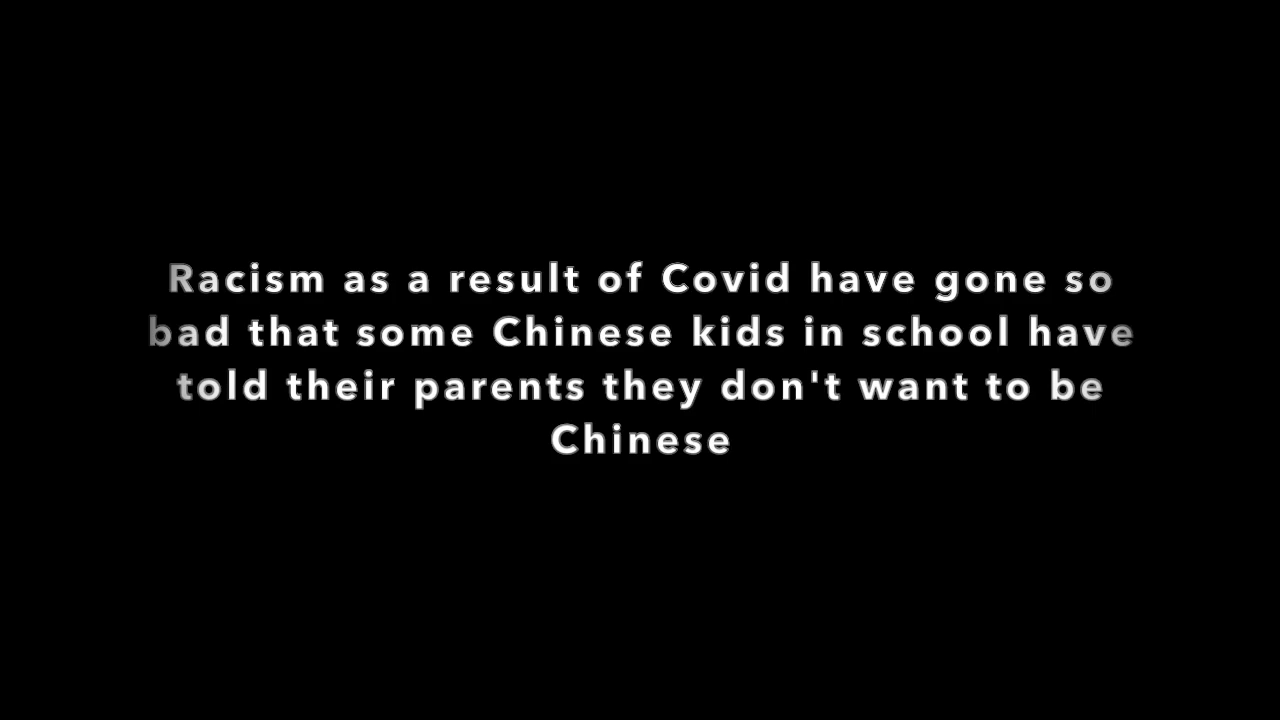 Racism as a result of Covid have gone so
bad that some Chinese kids in school have
told their parents they don't want to be
Chinese